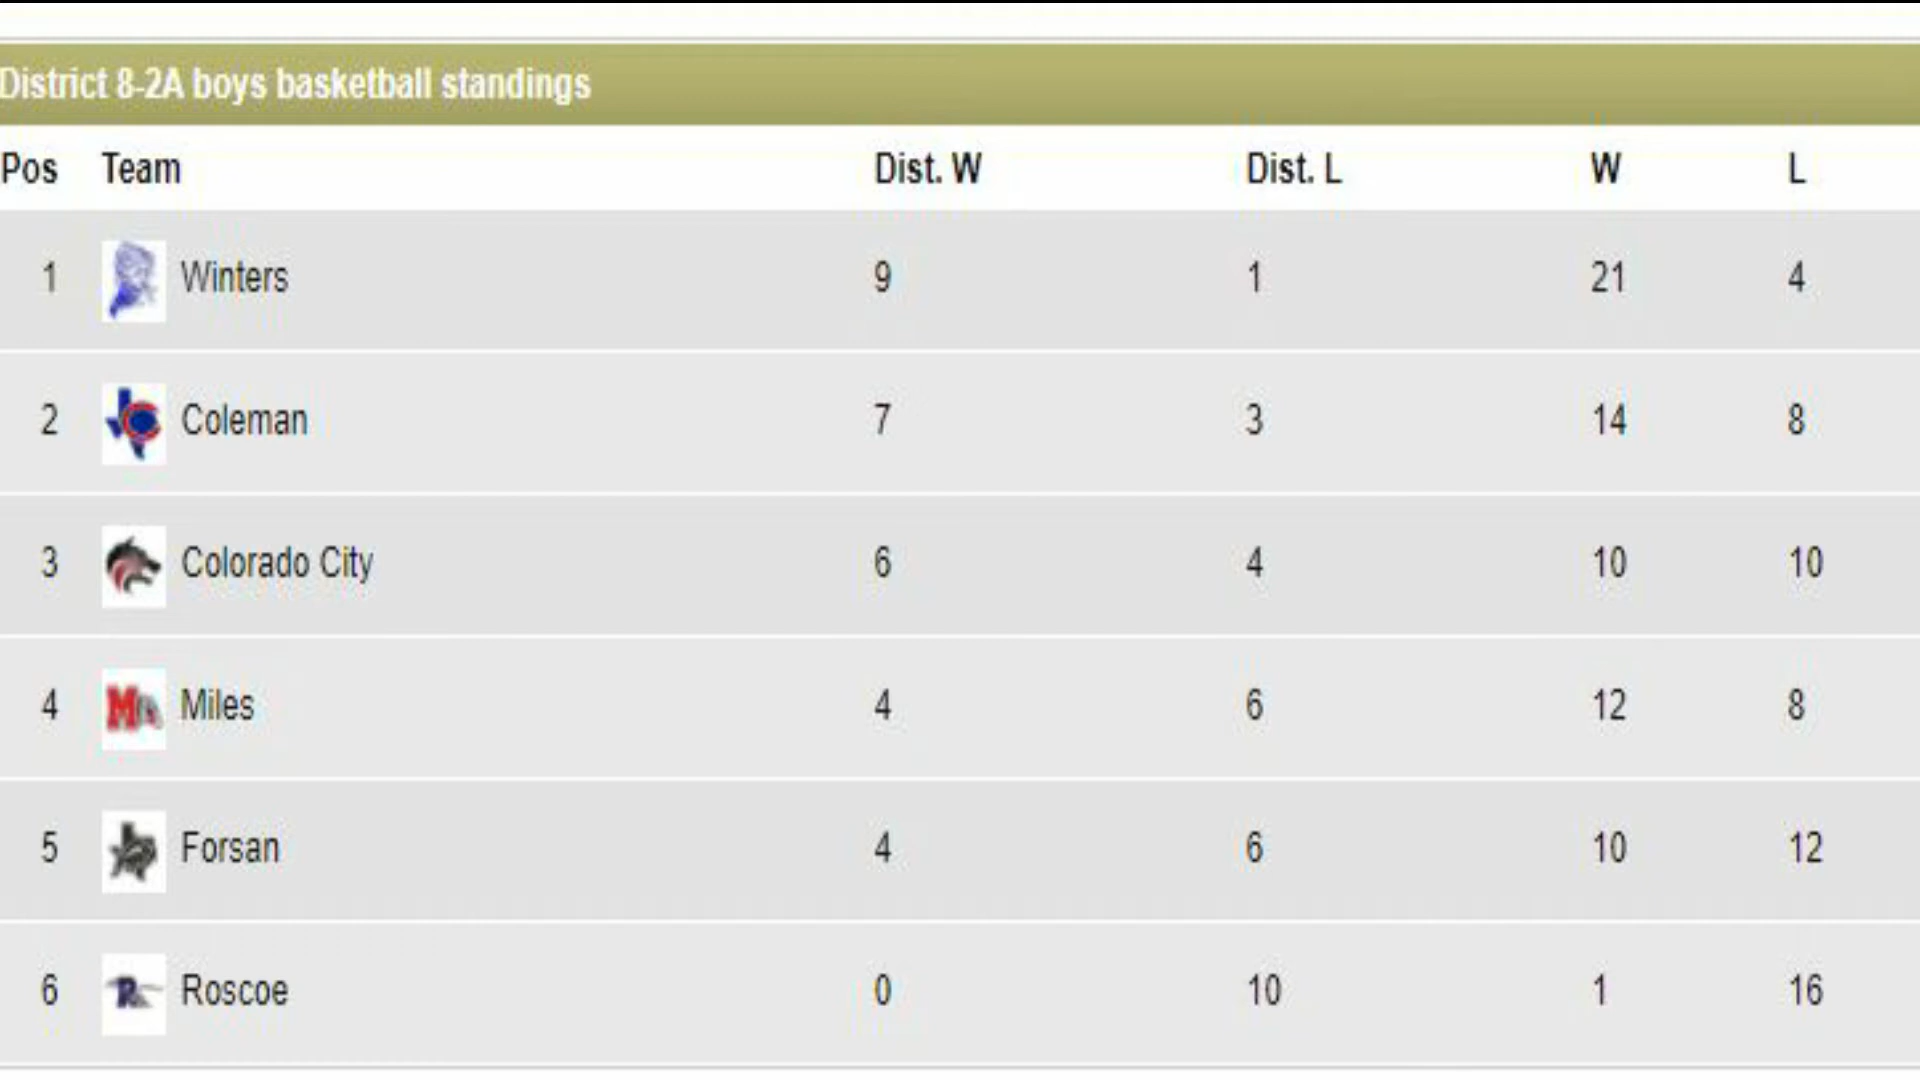 District 8-2A boys basketball standings
Pos Team Dist. W Dist. L W L
1 Winters 9 1 21 4
2 Coleman 7 3 14 8
3 Colorado City 6 4 10 10
4 Miles 4 6 12 8
5 Forsan 4 6 10 12
6 Roscoe 0 10 1 16